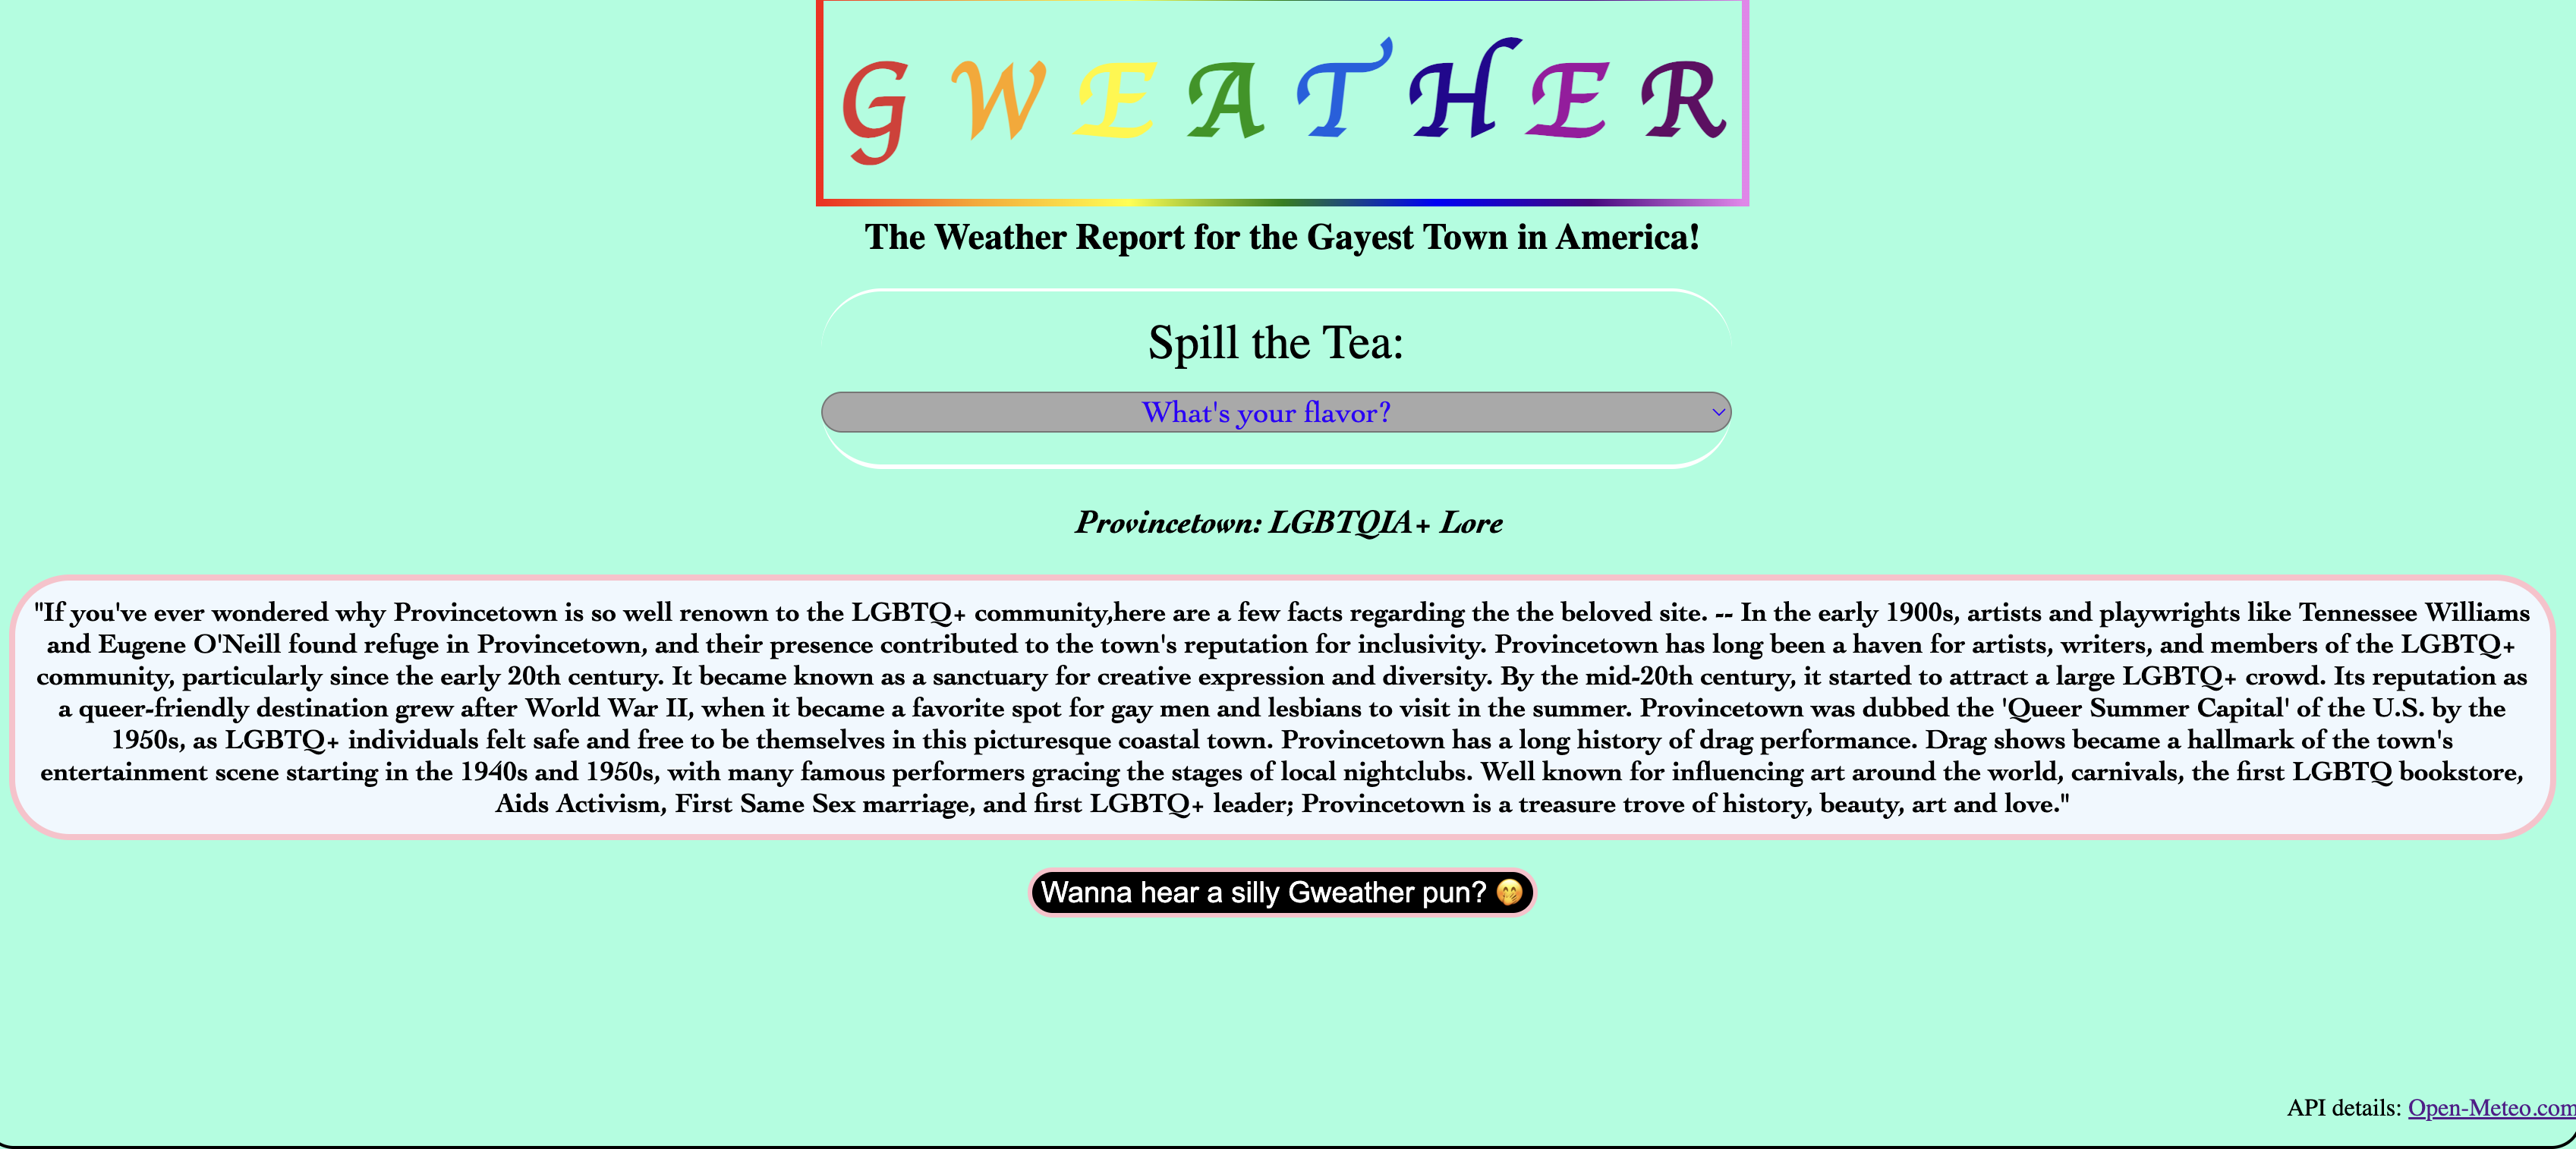 G W E A T H E R
The Weather Report for the Gayest Town in America!
Spill the Tea:
What's your flavor?
Provincetown: LGBTQIA+ Lore
"If you've ever wondered why Provincetown is so well renown to the LGBTQ+ community,here are a few facts regarding the the beloved site. -- In the early 1900s, artists and playwrights like Tennessee Williams
and Eugene O'Neill found refuge in Provincetown, and their presence contributed to the town's reputation for inclusivity. Provincetown has long been a haven for artists, writers, and members of the LGBTQ+
community, particularly since the early 20th century. It became known as a sanctuary for creative expression and diversity. By the mid-20th century, it started to attract a large LGBTQ+ crowd. Its reputation as
a queer-friendly destination grew after World War II, when it became a favorite spot for gay men and lesbians to visit in the summer. Provincetown was dubbed the 'Queer Summer Capital' of the U.S. by the
1950s, as LGBTQ+ individuals felt safe and free to be themselves in this picturesque coastal town. Provincetown has a long history of drag performance. Drag shows became a hallmark of the town's
entertainment scene starting in the 1940s and 1950s, with many famous performers gracing the stages of local nightclubs. Well known for influencing art around the world, carnivals, the first LGBTQ bookstore,
Aids Activism, First Same Sex marriage, and first LGBTQ+ leader; Provincetown is a treasure trove of history, beauty, art and love."
Wanna hear a silly Gweather pun? 🤭
API details: Open-Meteo.com